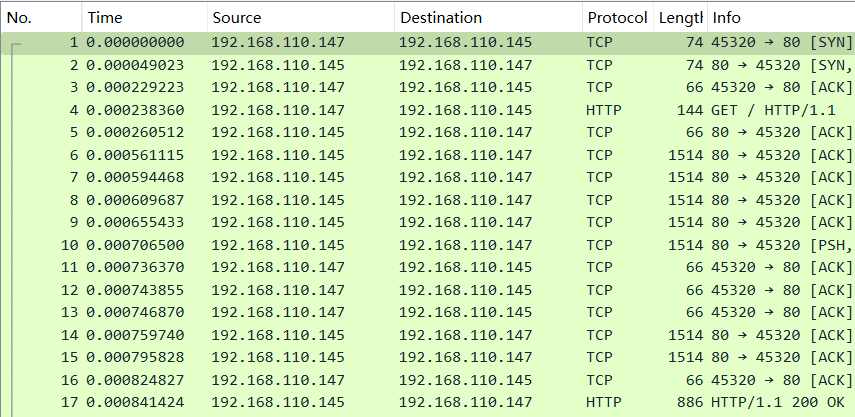 No. Time Source Destination Protocol Length Info
1 0.000000000 192.168.110.147 192.168.110.145 TCP 74 45320 → 80 [SYN]
2 0.000049023 192.168.110.145 192.168.110.147 TCP 74 80 → 45320 [SYN,
3 0.000229223 192.168.110.147 192.168.110.145 TCP 66 45320 → 80 [ACK]
4 0.000238360 192.168.110.147 192.168.110.145 HTTP 144 GET / HTTP/1.1
5 0.000260512 192.168.110.145 192.168.110.147 TCP 66 80 → 45320 [ACK]
6 0.000561115 192.168.110.145 192.168.110.147 TCP 1514 80 → 45320 [ACK]
7 0.000594468 192.168.110.145 192.168.110.147 TCP 1514 80 → 45320 [ACK]
8 0.000609687 192.168.110.145 192.168.110.147 TCP 1514 80 → 45320 [ACK]
9 0.000655433 192.168.110.145 192.168.110.147 TCP 1514 80 → 45320 [ACK]
10 0.000706500 192.168.110.145 192.168.110.147 TCP 1514 80 → 45320 [PSH,
11 0.000736370 192.168.110.147 192.168.110.145 TCP 66 45320 → 80 [ACK]
12 0.000743855 192.168.110.147 192.168.110.145 TCP 66 45320 → 80 [ACK]
13 0.000746870 192.168.110.147 192.168.110.145 TCP 66 45320 → 80 [ACK]
14 0.000759740 192.168.110.145 192.168.110.147 TCP 1514 80 → 45320 [ACK]
15 0.000795828 192.168.110.145 192.168.110.147 TCP 1514 80 → 45320 [ACK]
16 0.000824827 192.168.110.147 192.168.110.145 TCP 66 45320 → 80 [ACK]
17 0.000841424 192.168.110.145 192.168.110.147 HTTP 886 HTTP/1.1 200 OK